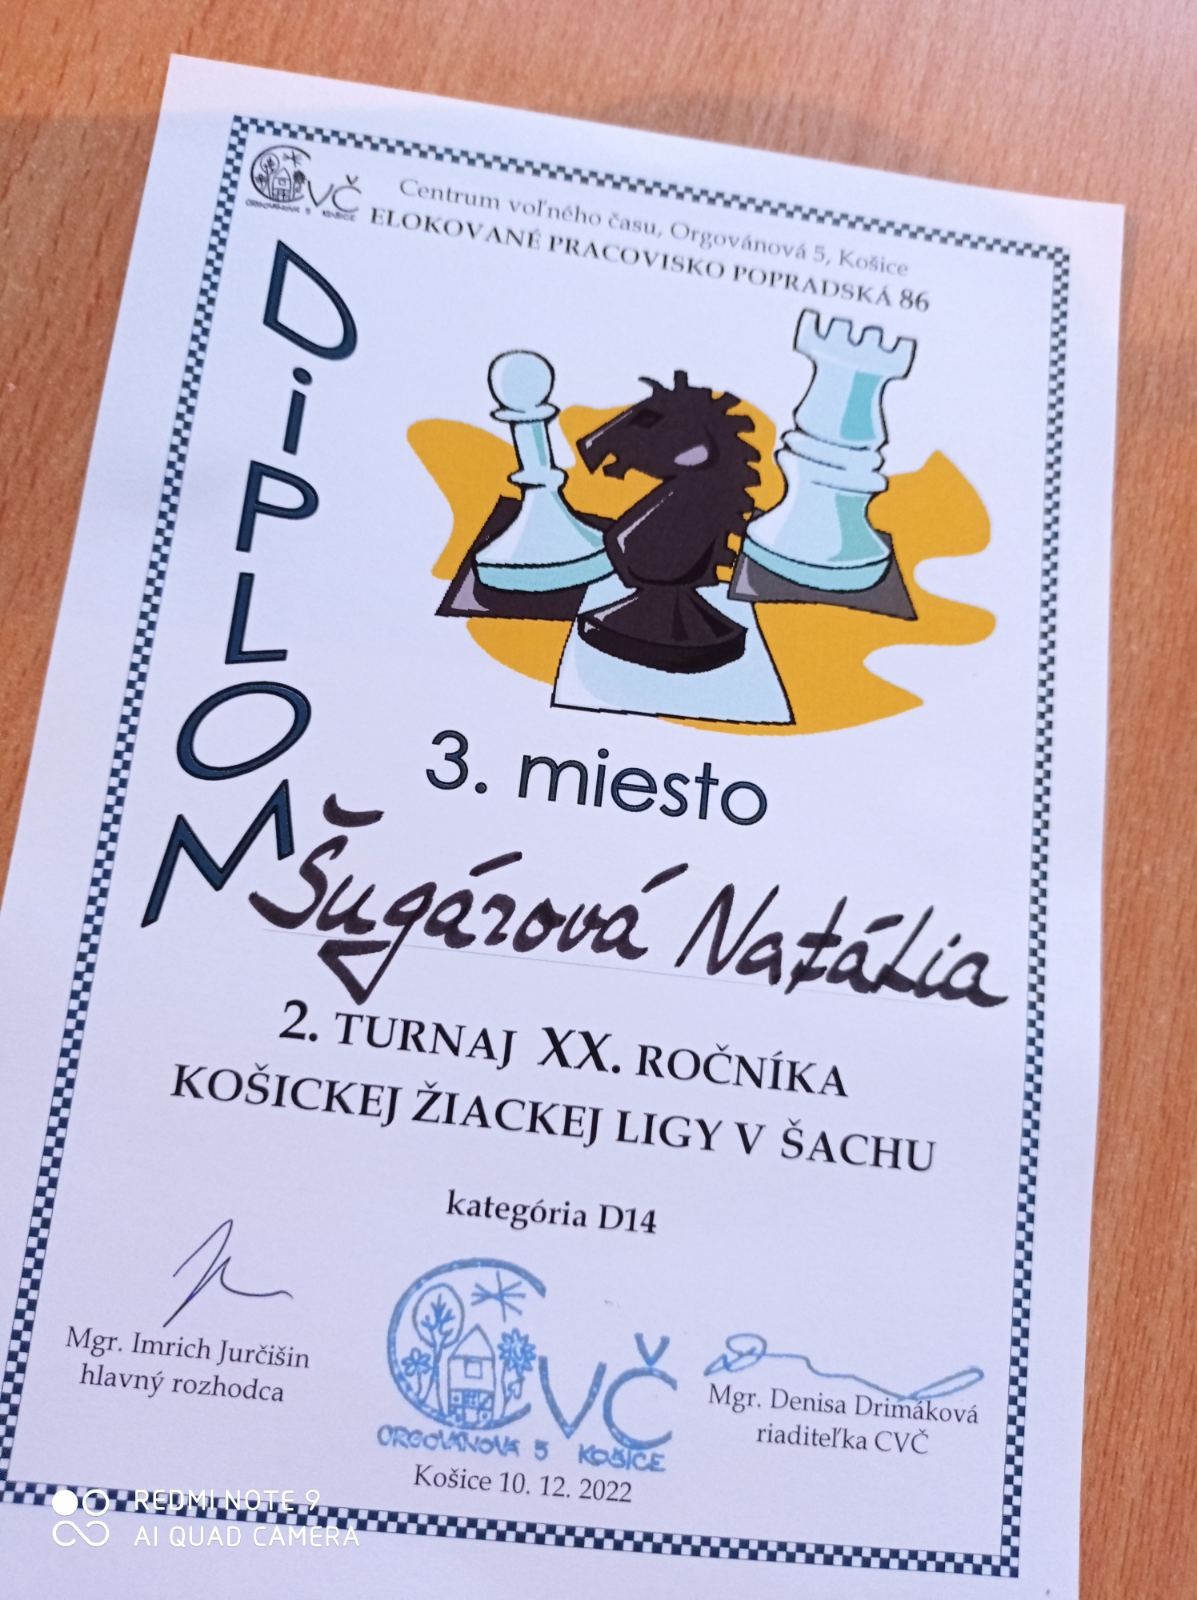 CVČ
ORGOVÁNOVÁ 5 KOŠICE
Centrum voľného času, Orgovánová 5, Košice
ELOKOVANÉ PRACOVISKO POPRADSKÁ 86
DiPLOM
3. miesto
Šugárová Natália
2. TURNAJ XX. ROČNÍKA
KOŠICKEJ ŽIACKEJ LIGY V ŠACHU
kategória D14
Mgr. Imrich Jurčišin
hlavný rozhodca
CVČ
ORGOVÁNOVÁ 5 KOŠICE
Mgr. Denisa Drimáková
riaditeľka CVČ
Košice 10. 12. 2022
REDMI NOTE 9
AI QUAD CAMERA